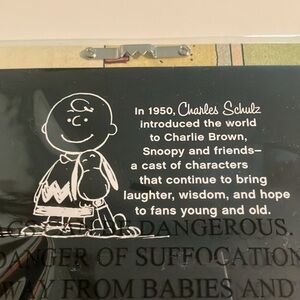 In 1950, Charles Schulz
introduced the world
to Charlie Brown,
Snoopy and friends—
a cast of characters
that continue to bring
laughter, wisdom, and hope
to fans young and old.
DANGEROUS.
DANGER OF SUFFOCATION
AWAY FROM BABIES AND